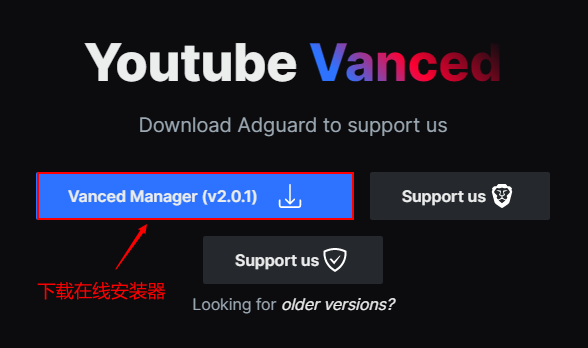 Youtube Vanced
Download Adguard to support us
Vanced Manager (v2.0.1)
Support us
Support us
下载在线安装器
Looking for older versions?